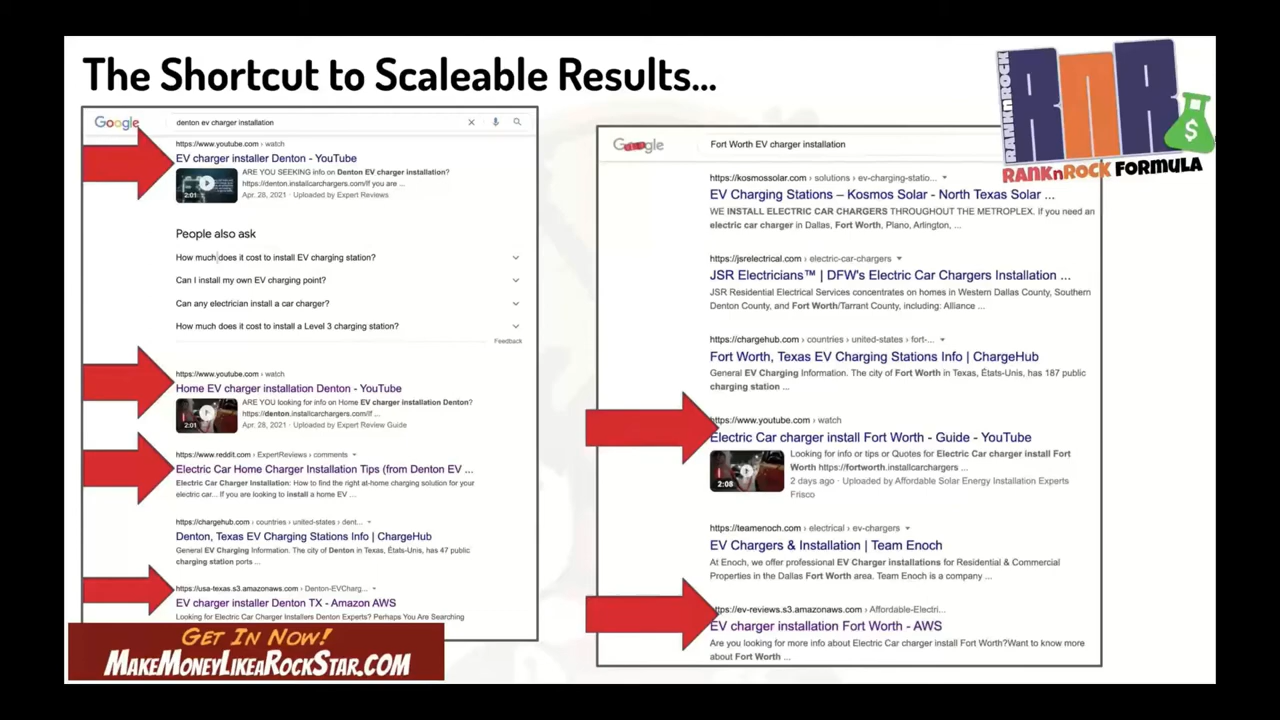 The Shortcut to Scaleable Results...
RANKnROCK
RnR
$
RANKnROCK FORMULA
Google
denton ev charger installation
https://www.youtube.com › watch
EV charger installer Denton - YouTube
2:01
ARE YOU SEEKING info on Denton EV charger installation?
https://denton.installcarchargers.com/If you are ...
Apr. 28, 2021 · Uploaded by Expert Reviews
People also ask
How much does it cost to install EV charging station?
Can I install my own EV charging point?
Can any electrician install a car charger?
How much does it cost to install a Level 3 charging station?
Feedback
https://www.youtube.com › watch
Home EV charger installation Denton - YouTube
2:01
ARE YOU looking for info on Home EV charger installation Denton?
https://denton.installcarchargers.com/If ...
Apr. 28, 2021 · Uploaded by Expert Review Guide
https://www.reddit.com › ExpertReviews › comments
Electric Car Home Charger Installation Tips (from Denton EV ...
Electric Car Charger Installation: How to find the right at-home charging solution for your
electric car... If you are looking to install a home EV ...
https://chargehub.com › countries › united-states › dent...
Denton, Texas EV Charging Stations Info | ChargeHub
General EV Charging Information. The city of Denton in Texas, États-Unis, has 47 public
charging station ports ...
https://usa-texas.s3.amazonaws.com › Denton-EVCharg...
EV charger installer Denton TX - Amazon AWS
Looking for Electric Car Charger Installers Denton Experts? Perhaps You Are Searching
GET IN NOW!
MAKEMONEYLIKEAROCKSTAR.COM
Google
Fort Worth EV charger installation
https://kosmossolar.com › solutions › ev-charging-statio...
EV Charging Stations – Kosmos Solar - North Texas Solar ...
WE INSTALL ELECTRIC CAR CHARGERS THROUGHOUT THE METROPLEX. If you need an
electric car charger in Dallas, Fort Worth, Plano, Arlington, ...
https://jsrelectrical.com › electric-car-chargers
JSR Electricians™ | DFW's Electric Car Chargers Installation ...
JSR Residential Electrical Services concentrates on homes in Western Dallas County, Southern
Denton County, and Fort Worth/Tarrant County, including: Alliance ...
https://chargehub.com › countries › united-states › fort-...
Fort Worth, Texas EV Charging Stations Info | ChargeHub
General EV Charging Information. The city of Fort Worth in Texas, États-Unis, has 187 public
charging station ...
https://www.youtube.com › watch
Electric Car charger install Fort Worth - Guide - YouTube
2:08
Looking for info or tips or Quotes for Electric Car charger install Fort
Worth https://fortworth.installcarchargers ...
2 days ago · Uploaded by Affordable Solar Energy Installation Experts
Frisco
https://teamenoch.com › electrical › ev-chargers
EV Chargers & Installation | Team Enoch
At Enoch, we offer professional EV Charger installations for Residential & Commercial
Properties in the Dallas Fort Worth area. Team Enoch is a company ...
https://ev-reviews.s3.amazonaws.com › Affordable-Electri...
EV charger installation Fort Worth - AWS
Are you looking for more info about Electric Car charger install Fort Worth?Want to know more
about Fort Worth ...